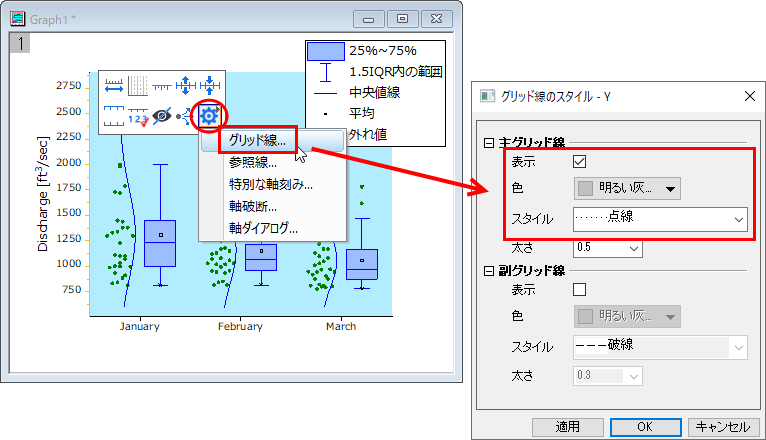 Graph1 *
1
25%~75%
1.5IQR内の範囲
中央値線
平均
外れ値
1 2 3
グリッド線...
参照線...
特別な軸刻み...
軸破断...
軸ダイアログ...
Discharge [ft³/sec]
2750
2500
2250
2000
1750
1500
1250
1000
750
January
February
March
グリッド線のスタイル - Y
主グリッド線
表示
色
明るい灰...
スタイル
点線
太さ
0.5
副グリッド線
表示
色
明るい灰...
スタイル
破線
太さ
0.3
適用
OK
キャンセル